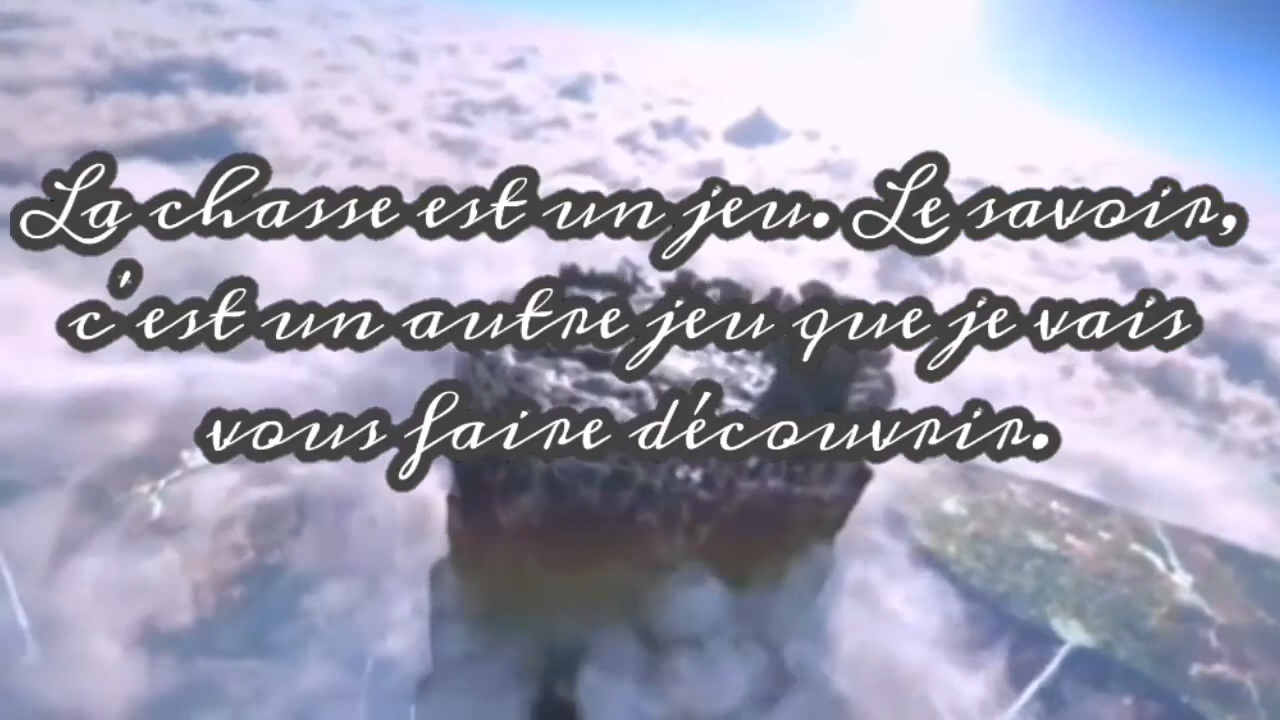 La chasse est un jeu. Le savoir,
c'est un autre jeu que je vais
vous faire découvrir.